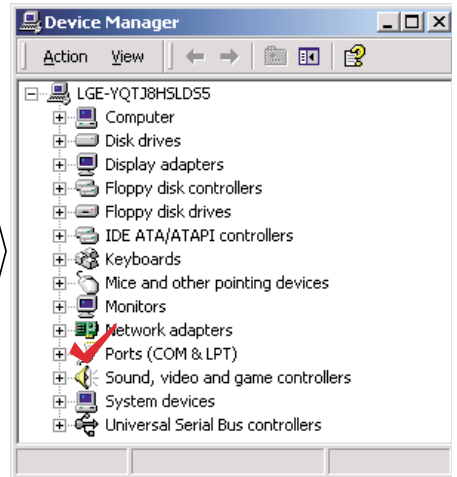 Device Manager
Action View
LGE-YQTJ8HSLDS5
Computer
Disk drives
Display adapters
Floppy disk controllers
Floppy disk drives
IDE ATA/ATAPI controllers
Keyboards
Mice and other pointing devices
Monitors
Network adapters
Ports (COM & LPT)
Sound, video and game controllers
System devices
Universal Serial Bus controllers